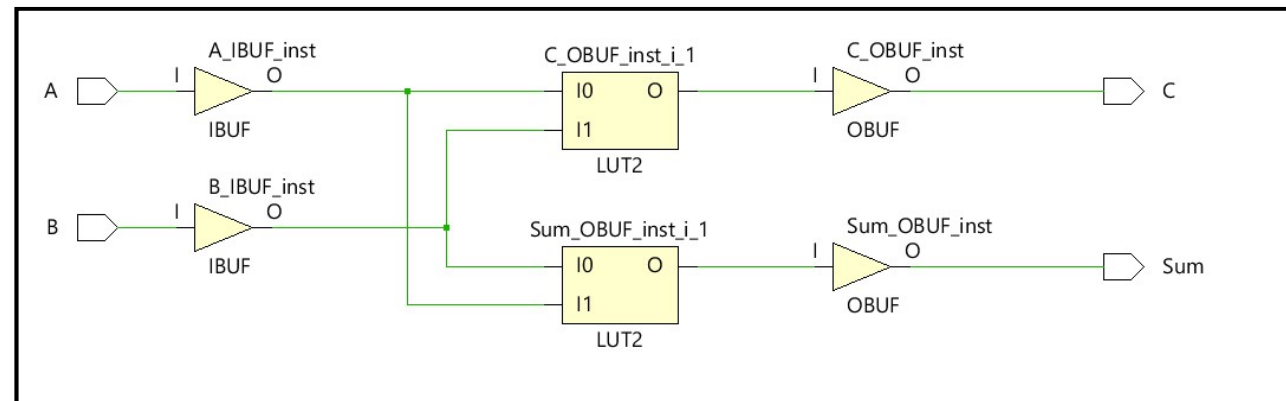 A_IBUF_inst
C_OBUF_inst_i_1
C_OBUF_inst
A
I
O
I0
O
I
O
C
IBUF
I1
OBUF
LUT2
B_IBUF_inst
B
I
O
Sum_OBUF_inst_i_1
Sum_OBUF_inst
IBUF
I0
O
I
O
Sum
I1
OBUF
LUT2